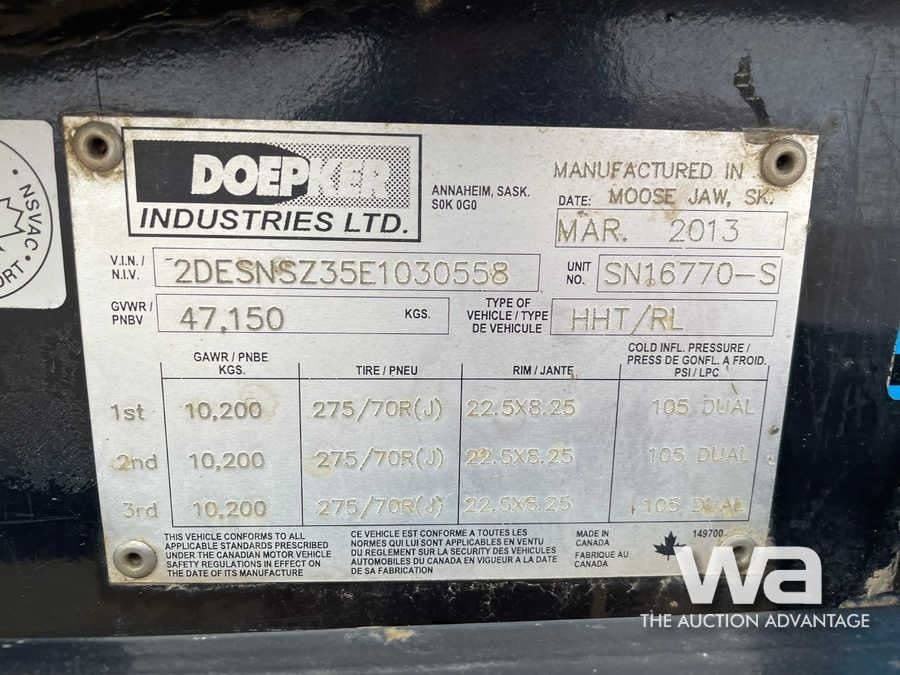 NSVAC
PORT
DOEPKER
INDUSTRIES LTD.
ANNAHEIM, SASK.
S0K 0G0
MANUFACTURED IN
DATE: MOOSE JAW, SK.
MAR. 2013
V.I.N./
N.I.V.
2DESNSZ35E1030558
UNIT
NO.
SN16770-S
GVWR/
PNBV
47,150 KGS.
TYPE OF
VEHICLE / TYPE
DE VEHICULE
HHT/RL
GAWR / PNBE
KGS.
TIRE / PNEU
RIM / JANTE
COLD INFL. PRESSURE /
PRESS DE GONFL. A FROID.
PSI / LPC
1st 10,200 275/70R(J) 22.5X8.25 105 DUAL
2nd 10,200 275/70R(J) 22.5X8.25 105 DUAL
3rd 10,200 275/70R(J) 22.5X8.25 105 DUAL
THIS VEHICLE CONFORMS TO ALL
APPLICABLE STANDARDS PRESCRIBED
UNDER THE CANADIAN MOTOR VEHICLE
SAFETY REGULATIONS IN EFFECT ON
THE DATE OF ITS MANUFACTURE
CE VEHICULE EST CONFORME A TOUTES LES
NORMES QUI LUI SONT APPLICABLES EN VENTU
DU REGLEMENT SUR LA SECURITY DES VEHICULES
AUTOMOBILES DU CANADA EN VIGUEUR A LA DATE
DE SA FABRICATION
MADE IN
CANADA
FABRIQUE AU
CANADA
149700
wa
THE AUCTION ADVANTAGE